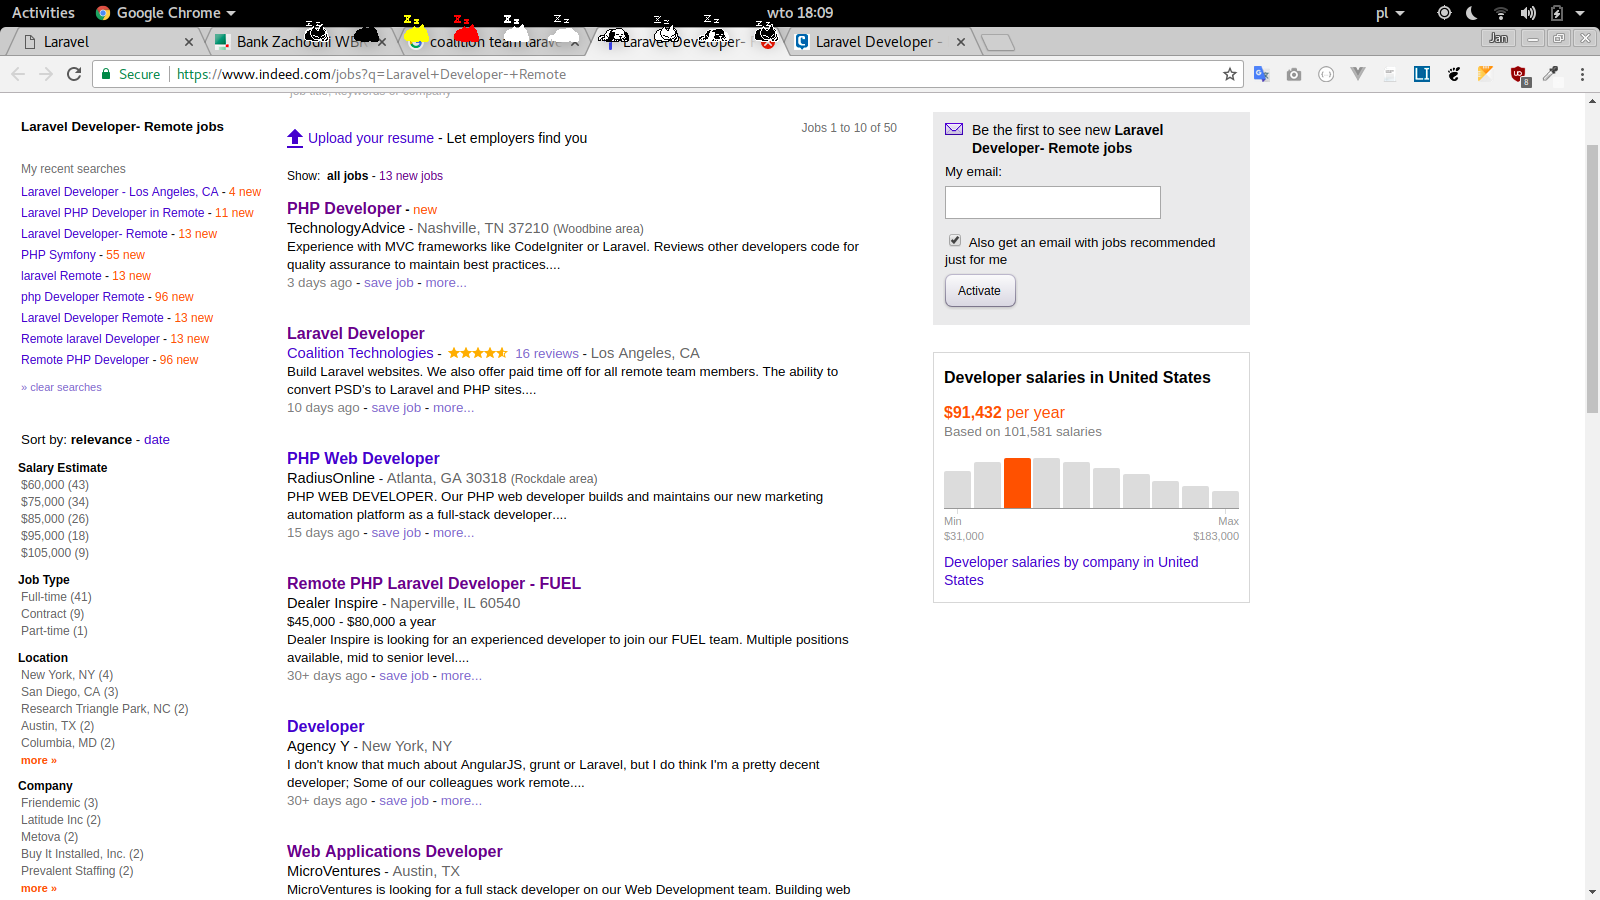 Activities
Google Chrome
wto 18:09
pl
Laravel
Bank Zachodni WBK
coalition team larav
Laravel Developer-
Laravel Developer -
Jan
Secure
https://www.indeed.com/jobs?q=Laravel+Developer-+Remote
8
job title, keywords or company
Laravel Developer- Remote jobs
My recent searches
Laravel Developer - Los Angeles, CA - 4 new
Laravel PHP Developer in Remote - 11 new
Laravel Developer- Remote - 13 new
PHP Symfony - 55 new
laravel Remote - 13 new
php Developer Remote - 96 new
Laravel Developer Remote - 13 new
Remote laravel Developer - 13 new
Remote PHP Developer - 96 new
» clear searches
Sort by: relevance - date
Salary Estimate
$60,000 (43)
$75,000 (34)
$85,000 (26)
$95,000 (18)
$105,000 (9)
Job Type
Full-time (41)
Contract (9)
Part-time (1)
Location
New York, NY (4)
San Diego, CA (3)
Research Triangle Park, NC (2)
Austin, TX (2)
Columbia, MD (2)
more »
Company
Friendemic (3)
Latitude Inc (2)
Metova (2)
Buy It Installed, Inc. (2)
Prevalent Staffing (2)
more »
Upload your resume - Let employers find you
Jobs 1 to 10 of 50
Show: all jobs - 13 new jobs
PHP Developer - new
TechnologyAdvice - Nashville, TN 37210 (Woodbine area)
Experience with MVC frameworks like CodeIgniter or Laravel. Reviews other developers code for
quality assurance to maintain best practices....
3 days ago - save job - more...
Laravel Developer
Coalition Technologies - 16 reviews - Los Angeles, CA
Build Laravel websites. We also offer paid time off for all remote team members. The ability to
convert PSD's to Laravel and PHP sites....
10 days ago - save job - more...
PHP Web Developer
RadiusOnline - Atlanta, GA 30318 (Rockdale area)
PHP WEB DEVELOPER. Our PHP web developer builds and maintains our new marketing
automation platform as a full-stack developer....
15 days ago - save job - more...
Remote PHP Laravel Developer - FUEL
Dealer Inspire - Naperville, IL 60540
$45,000 - $80,000 a year
Dealer Inspire is looking for an experienced developer to join our FUEL team. Multiple positions
available, mid to senior level....
30+ days ago - save job - more...
Developer
Agency Y - New York, NY
I don't know that much about AngularJS, grunt or Laravel, but I do think I'm a pretty decent
developer; Some of our colleagues work remote....
30+ days ago - save job - more...
Web Applications Developer
MicroVentures - Austin, TX
MicroVentures is looking for a full stack developer on our Web Development team. Building web
Be the first to see new Laravel
Developer- Remote jobs
My email:
Also get an email with jobs recommended
just for me
Activate
Developer salaries in United States
$91,432 per year
Based on 101,581 salaries
Min
Max
$31,000
$183,000
Developer salaries by company in United
States